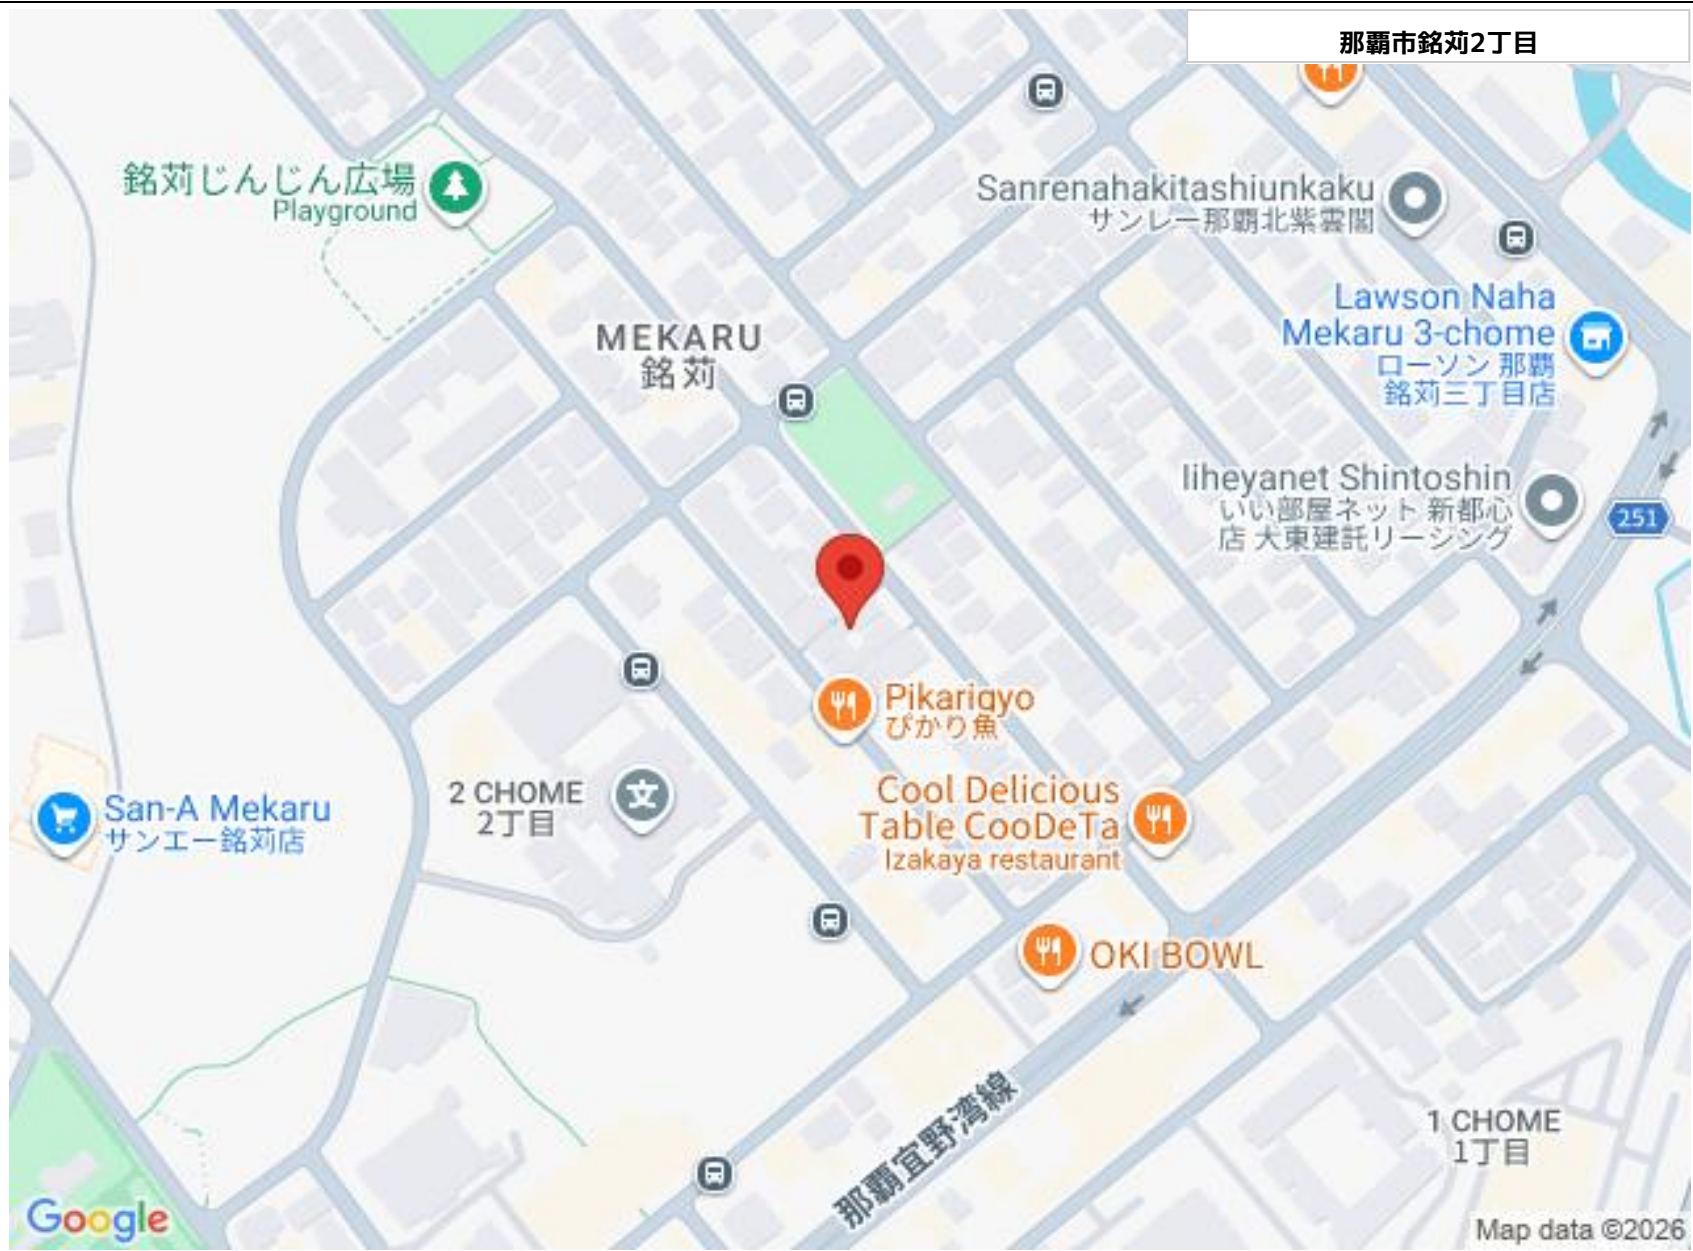 那覇市銘苅2丁目
銘苅じんじん広場
Playground
Sanrenahakitashiunkaku
サンレー那覇北紫雲閣
Lawson Naha
Mekaru 3-chome
ローソン 那覇
銘苅三丁目店
MEKARU
銘苅
Iiheyanet Shintoshin
いい部屋ネット 新都心
店 大東建託リーシング
251
Pikarigyo
ぴかり魚
2 CHOME
2丁目
文
San-A Mekaru
サンエー銘苅店
Cool Delicious
Table CooDeTa
Izakaya restaurant
OKI BOWL
那覇宜野湾線
1 CHOME
1丁目
Google
Map data ©2026